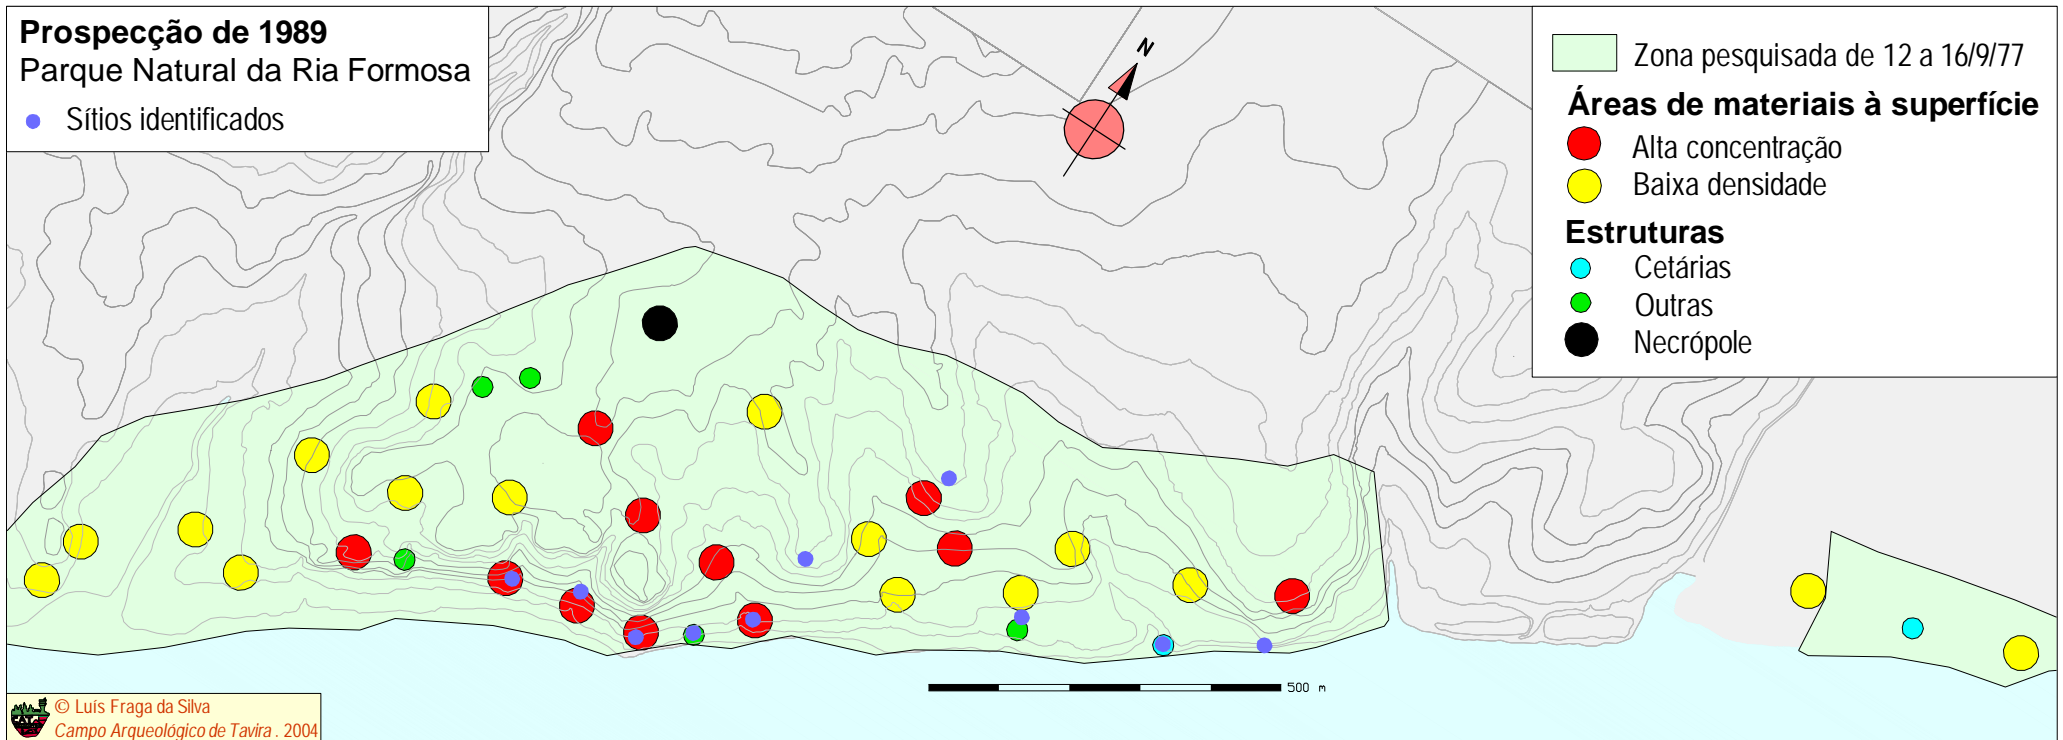 Prospecção de 1989
Parque Natural da Ria Formosa
Sítios identificados
N
Zona pesquisada de 12 a 16/9/77
Áreas de materiais à superfície
Alta concentração
Baixa densidade
Estruturas
Cetárias
Outras
Necrópole
500 m
© Luís Fraga da Silva
Campo Arqueológico de Tavira . 2004